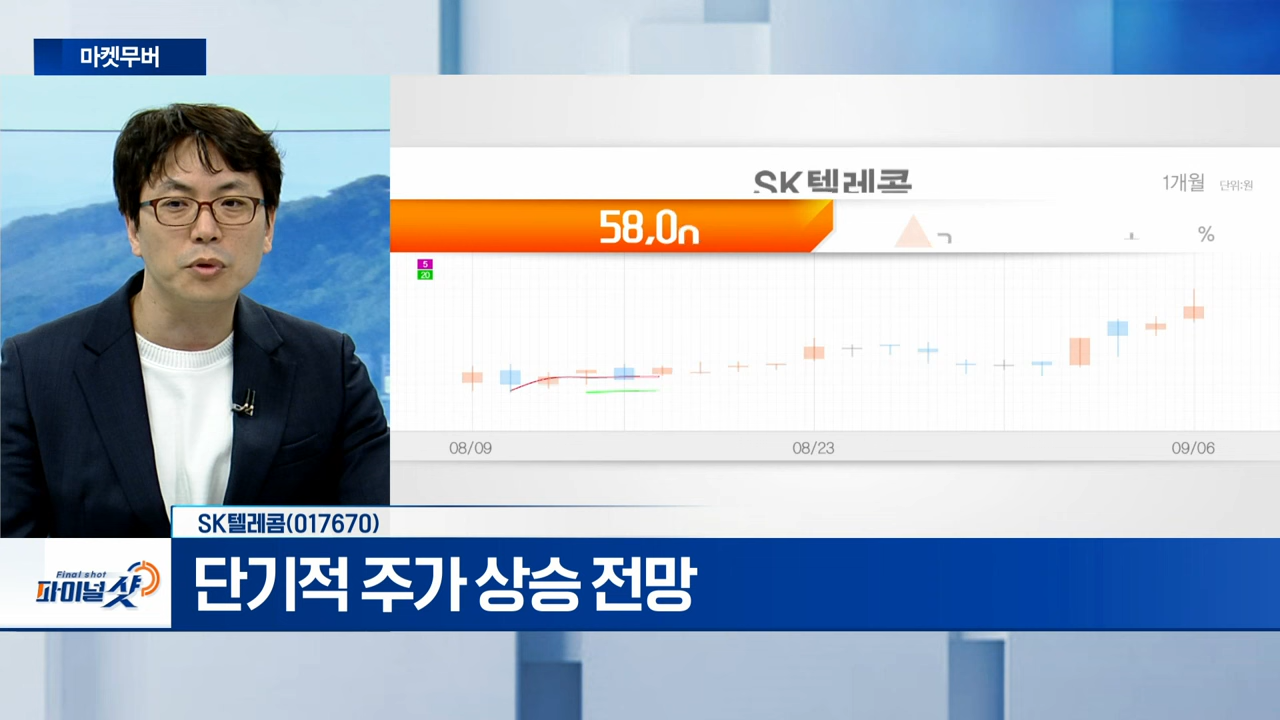 마켓무버
SK텔레콤
1개월 단위:원
58,0
%
5
20
08/09 08/23 09/06
SK텔레콤(017670)
Final shot
파이널샷
단기적 주가 상승 전망